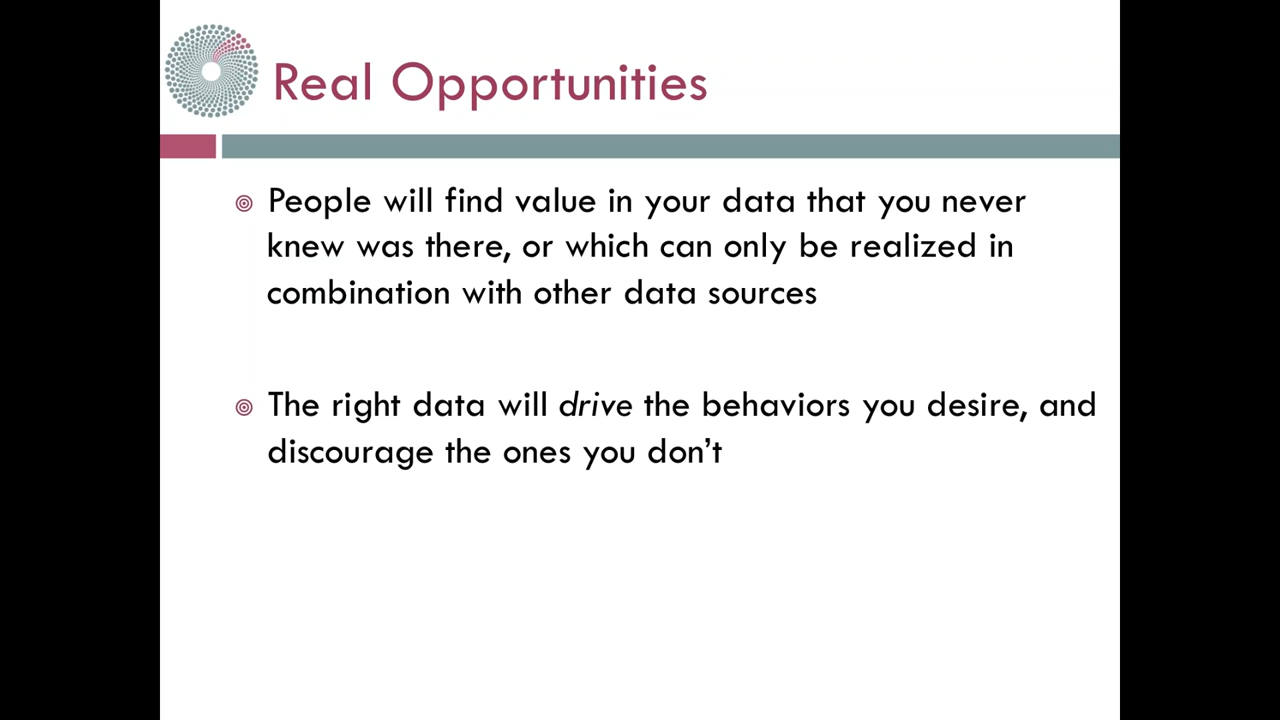 Real Opportunities
People will find value in your data that you never
knew was there, or which can only be realized in
combination with other data sources
The right data will drive the behaviors you desire, and
discourage the ones you don’t